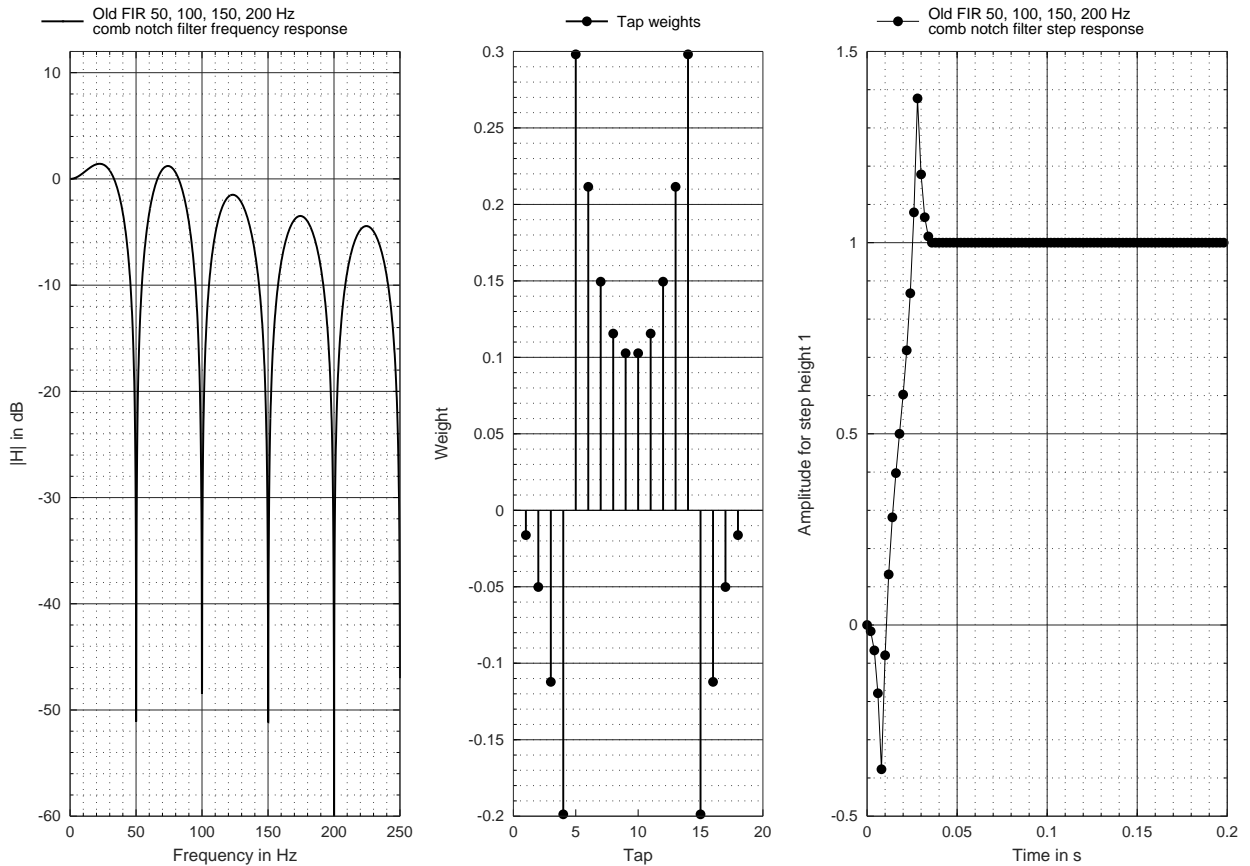 Old FIR 50, 100, 150, 200 Hz
comb notch filter frequency response
10
0
-10
-20
-30
-40
-50
-60
|H| in dB
0 50 100 150 200 250
Frequency in Hz
Tap weights
0.3
0.25
0.2
0.15
0.1
0.05
0
-0.05
-0.1
-0.15
-0.2
Weight
0 5 10 15 20
Tap
Old FIR 50, 100, 150, 200 Hz
comb notch filter step response
1.5
1
0.5
0
-0.5
Amplitude for step height 1
0 0.05 0.1 0.15 0.2
Time in s